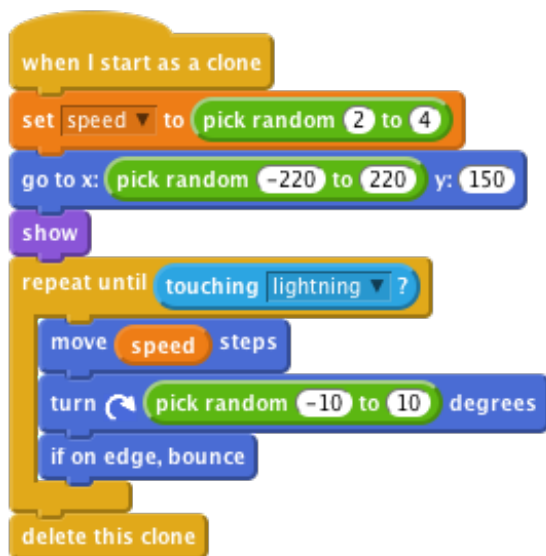 when I start as a clone
set speed to pick random 2 to 4
go to x: pick random -220 to 220 y: 150
show
repeat until touching lightning ?
move speed steps
turn pick random -10 to 10 degrees
if on edge, bounce
delete this clone